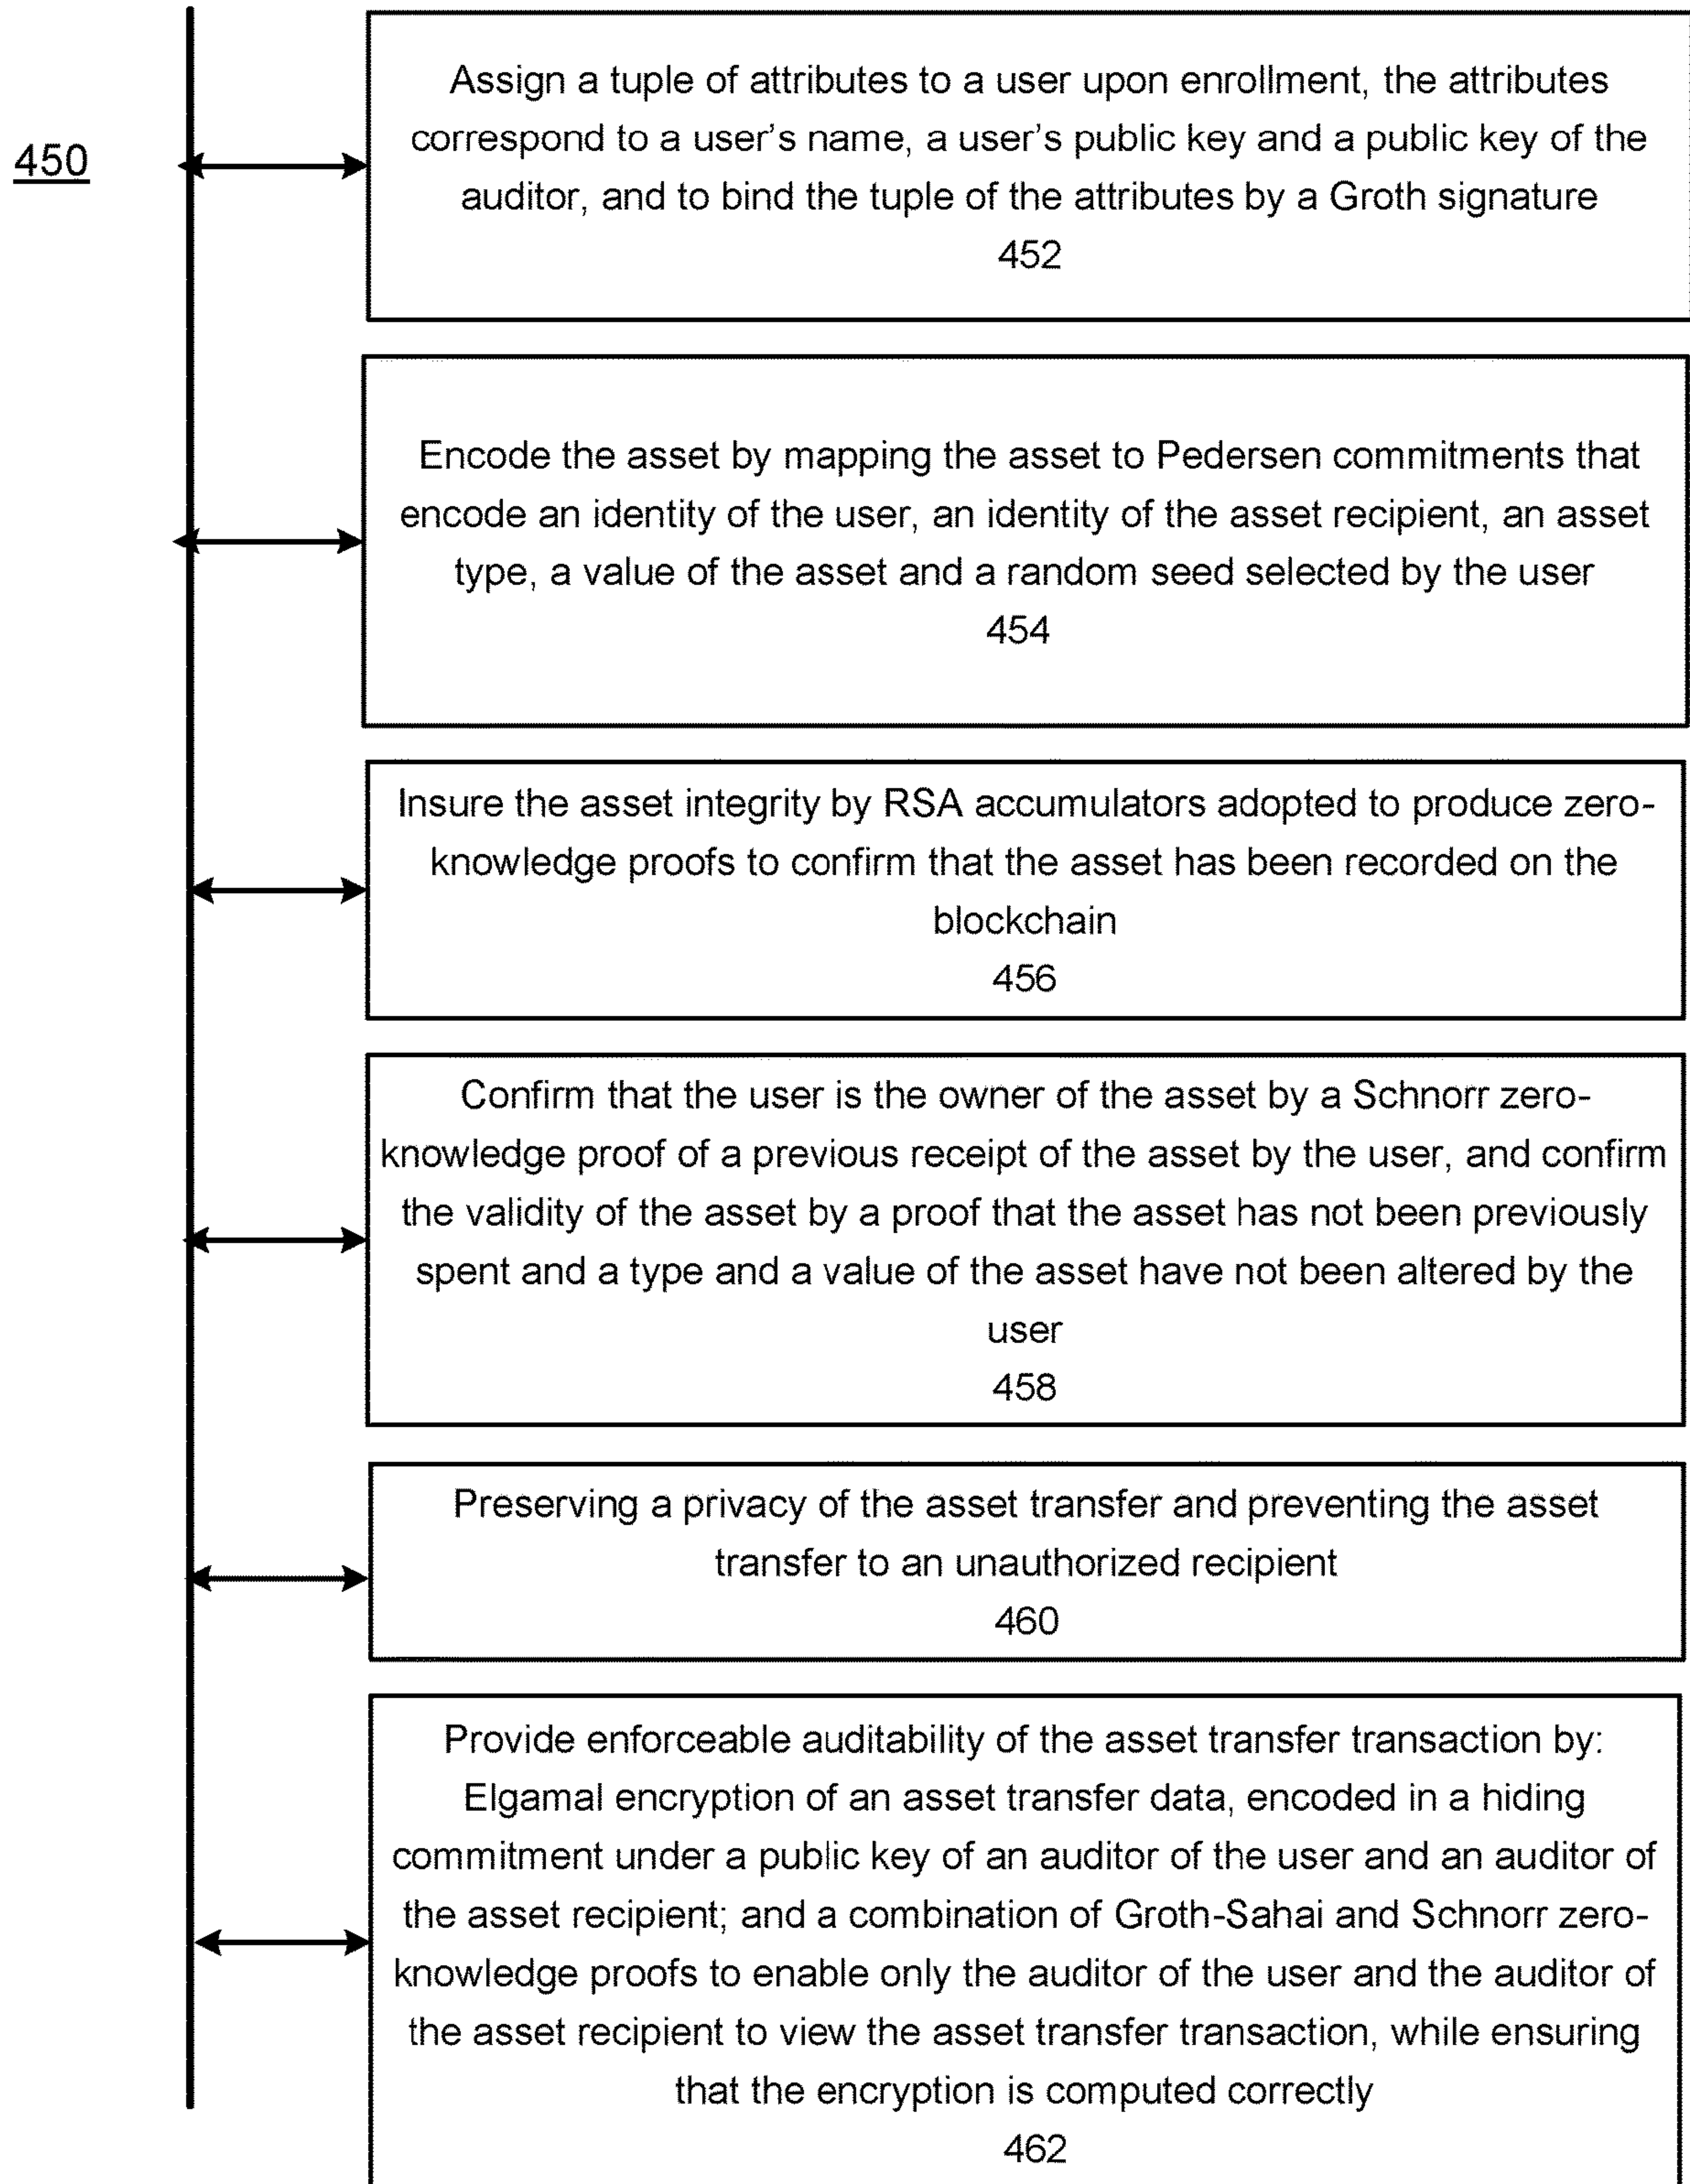 450
Assign a tuple of attributes to a user upon enrollment, the attributes
correspond to a user's name, a user's public key and a public key of the
auditor, and to bind the tuple of the attributes by a Groth signature
452
Encode the asset by mapping the asset to Pedersen commitments that
encode an identity of the user, an identity of the asset recipient, an asset
type, a value of the asset and a random seed selected by the user
454
Insure the asset integrity by RSA accumulators adopted to produce zero-
knowledge proofs to confirm that the asset has been recorded on the
blockchain
456
Confirm that the user is the owner of the asset by a Schnorr zero-
knowledge proof of a previous receipt of the asset by the user, and confirm
the validity of the asset by a proof that the asset has not been previously
spent and a type and a value of the asset have not been altered by the
user
458
Preserving a privacy of the asset transfer and preventing the asset
transfer to an unauthorized recipient
460
Provide enforceable auditability of the asset transfer transaction by:
Elgamal encryption of an asset transfer data, encoded in a hiding
commitment under a public key of an auditor of the user and an auditor of
the asset recipient; and a combination of Groth-Sahai and Schnorr zero-
knowledge proofs to enable only the auditor of the user and the auditor of
the asset recipient to view the asset transfer transaction, while ensuring
that the encryption is computed correctly
462